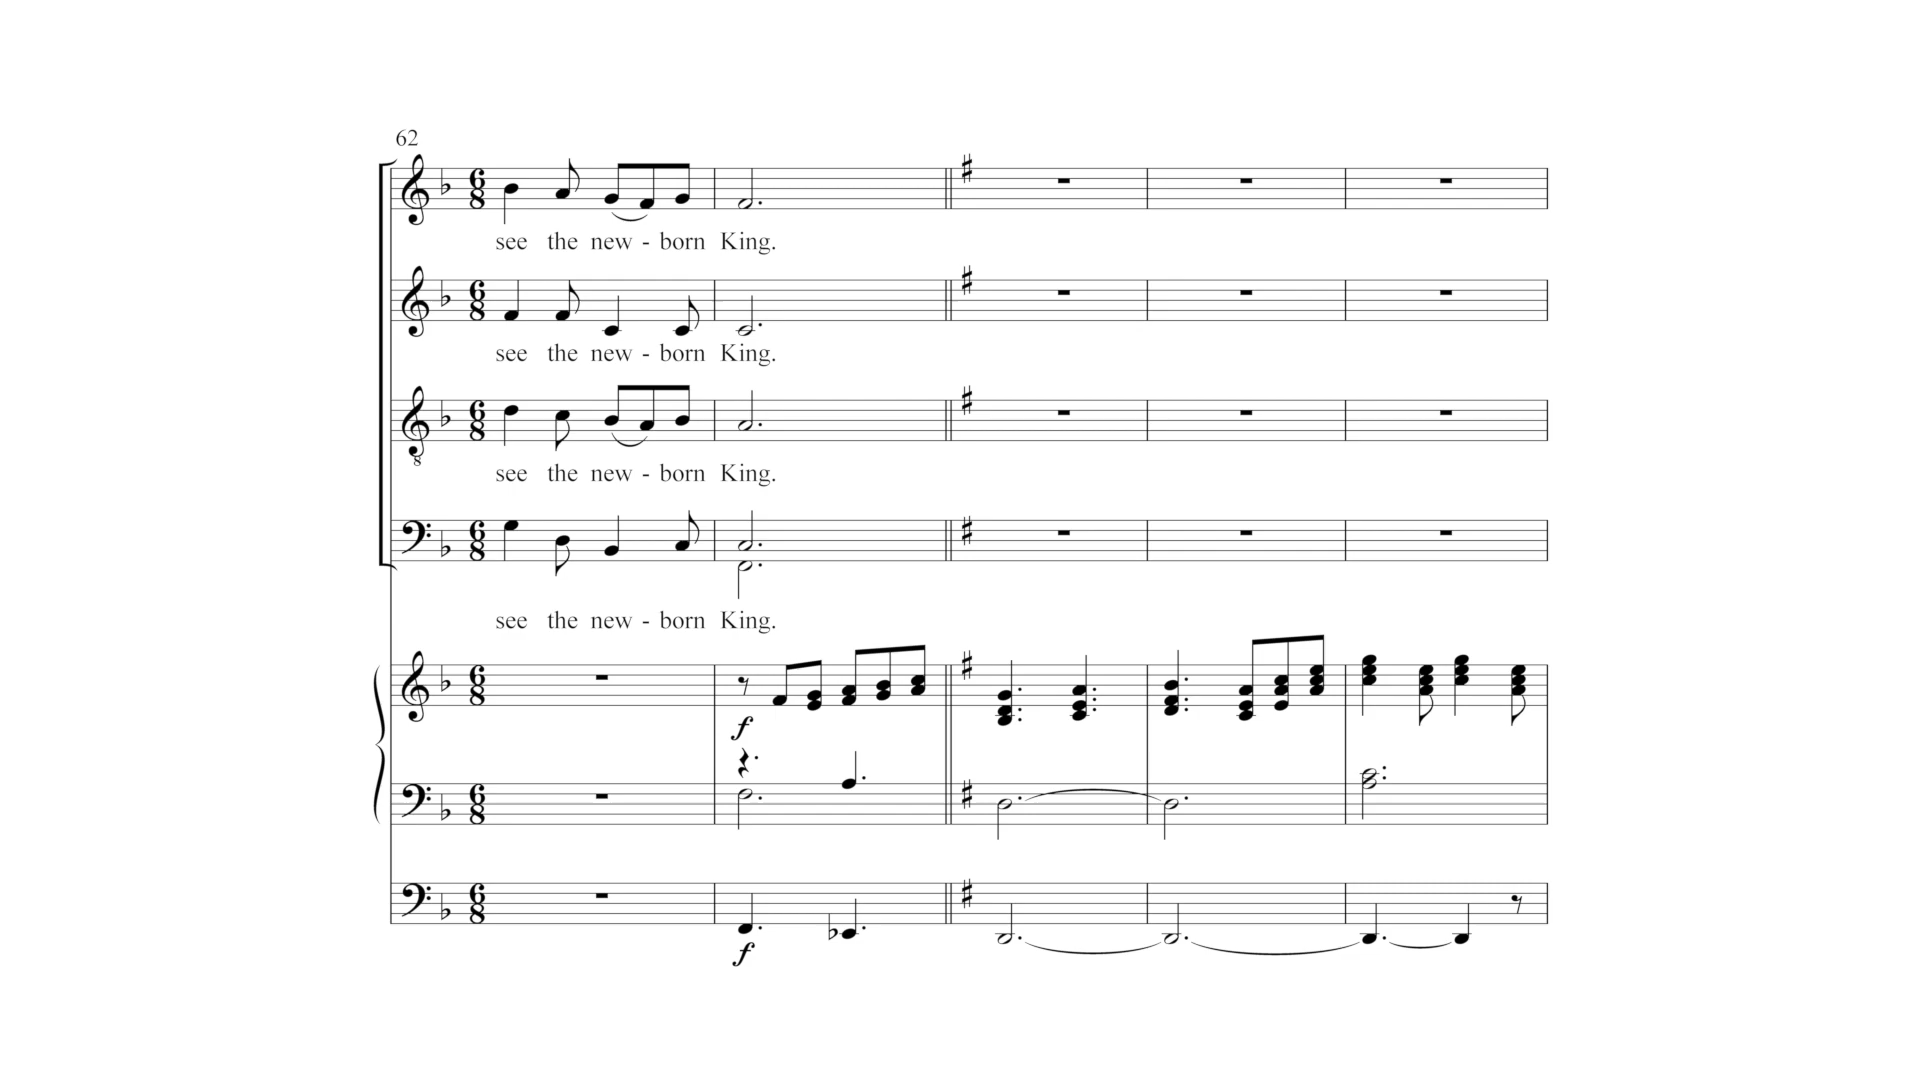 62
see the new - born King.
see the new - born King.
see the new - born King.
see the new - born King.
f
f